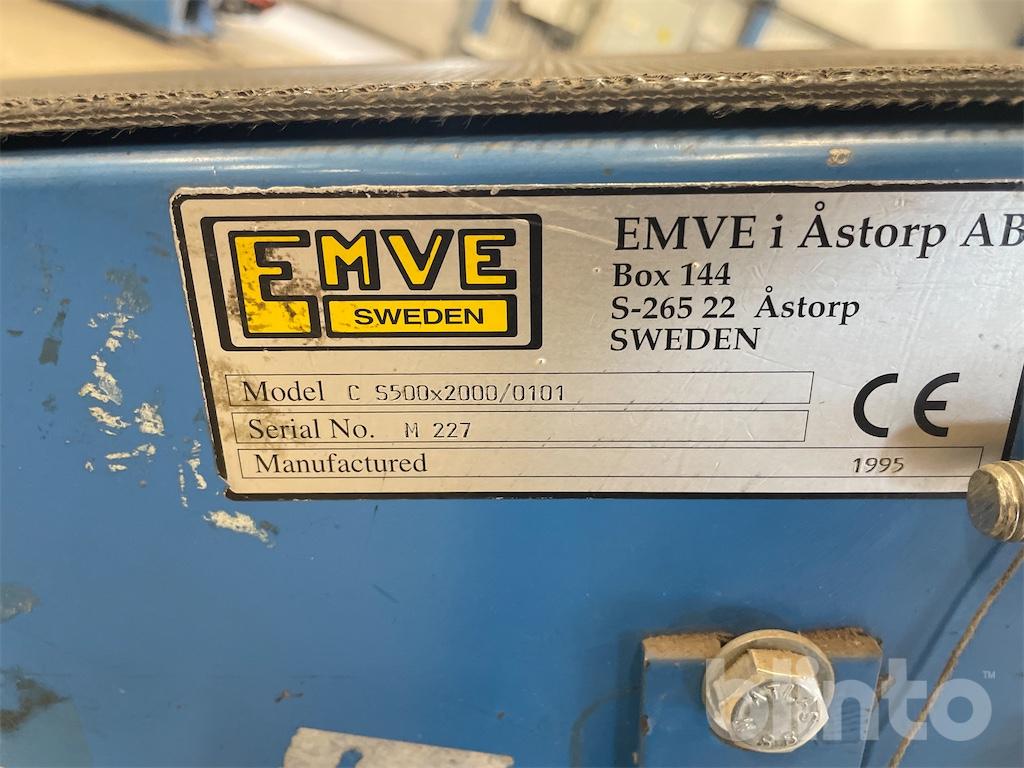 EMVE
SWEDEN
EMVE i Åstorp AB
Box 144
S-265 22 Åstorp
SWEDEN
Model C S500x2000/0101
Serial No. M 227
CE
Manufactured 1995
blinto™